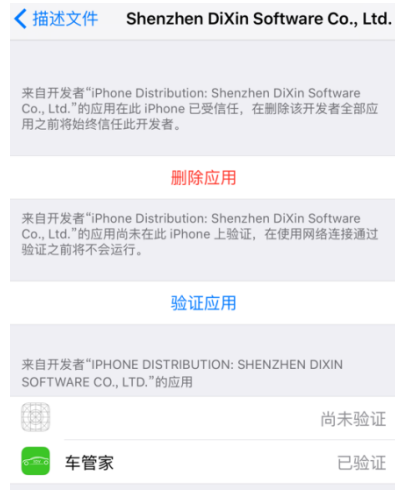 描述文件 Shenzhen DiXin Software Co., Ltd.
来自开发者“iPhone Distribution: Shenzhen DiXin Software
Co., Ltd.”的应用在此 iPhone 已受信任，在删除该开发者全部应
用之前将始终信任此开发者。
删除应用
来自开发者“iPhone Distribution: Shenzhen DiXin Software
Co., Ltd.”的应用尚未在此 iPhone 上验证，在使用网络连接通过
验证之前将不会运行。
验证应用
来自开发者“IPHONE DISTRIBUTION: SHENZHEN DIXIN
SOFTWARE CO., LTD.”的应用
尚未验证
车管家 已验证